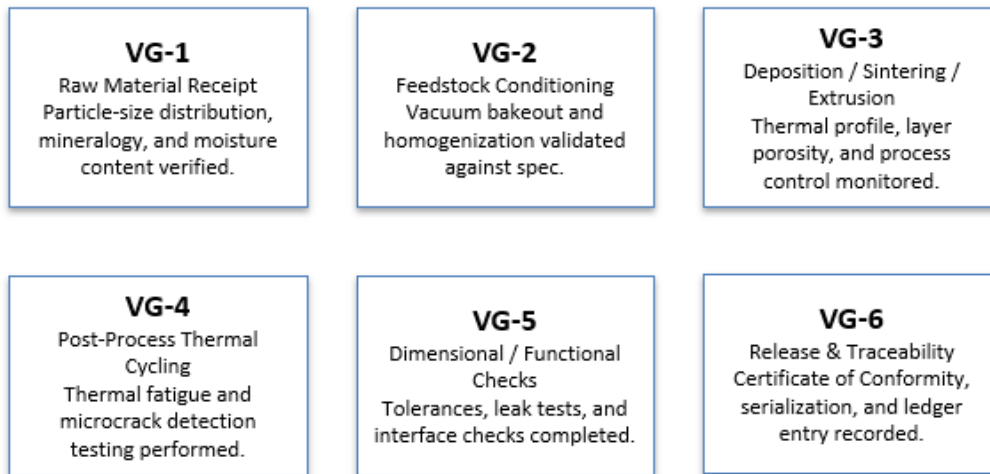 VG-1
Raw Material Receipt
Particle-size distribution,
mineralogy, and moisture
content verified.
VG-2
Feedstock Conditioning
Vacuum bakeout and
homogenization validated
against spec.
VG-3
Deposition / Sintering /
Extrusion
Thermal profile, layer
porosity, and process
control monitored.
VG-4
Post-Process Thermal
Cycling
Thermal fatigue and
microcrack detection
testing performed.
VG-5
Dimensional / Functional
Checks
Tolerances, leak tests, and
interface checks completed.
VG-6
Release & Traceability
Certificate of Conformity,
serialization, and ledger
entry recorded.